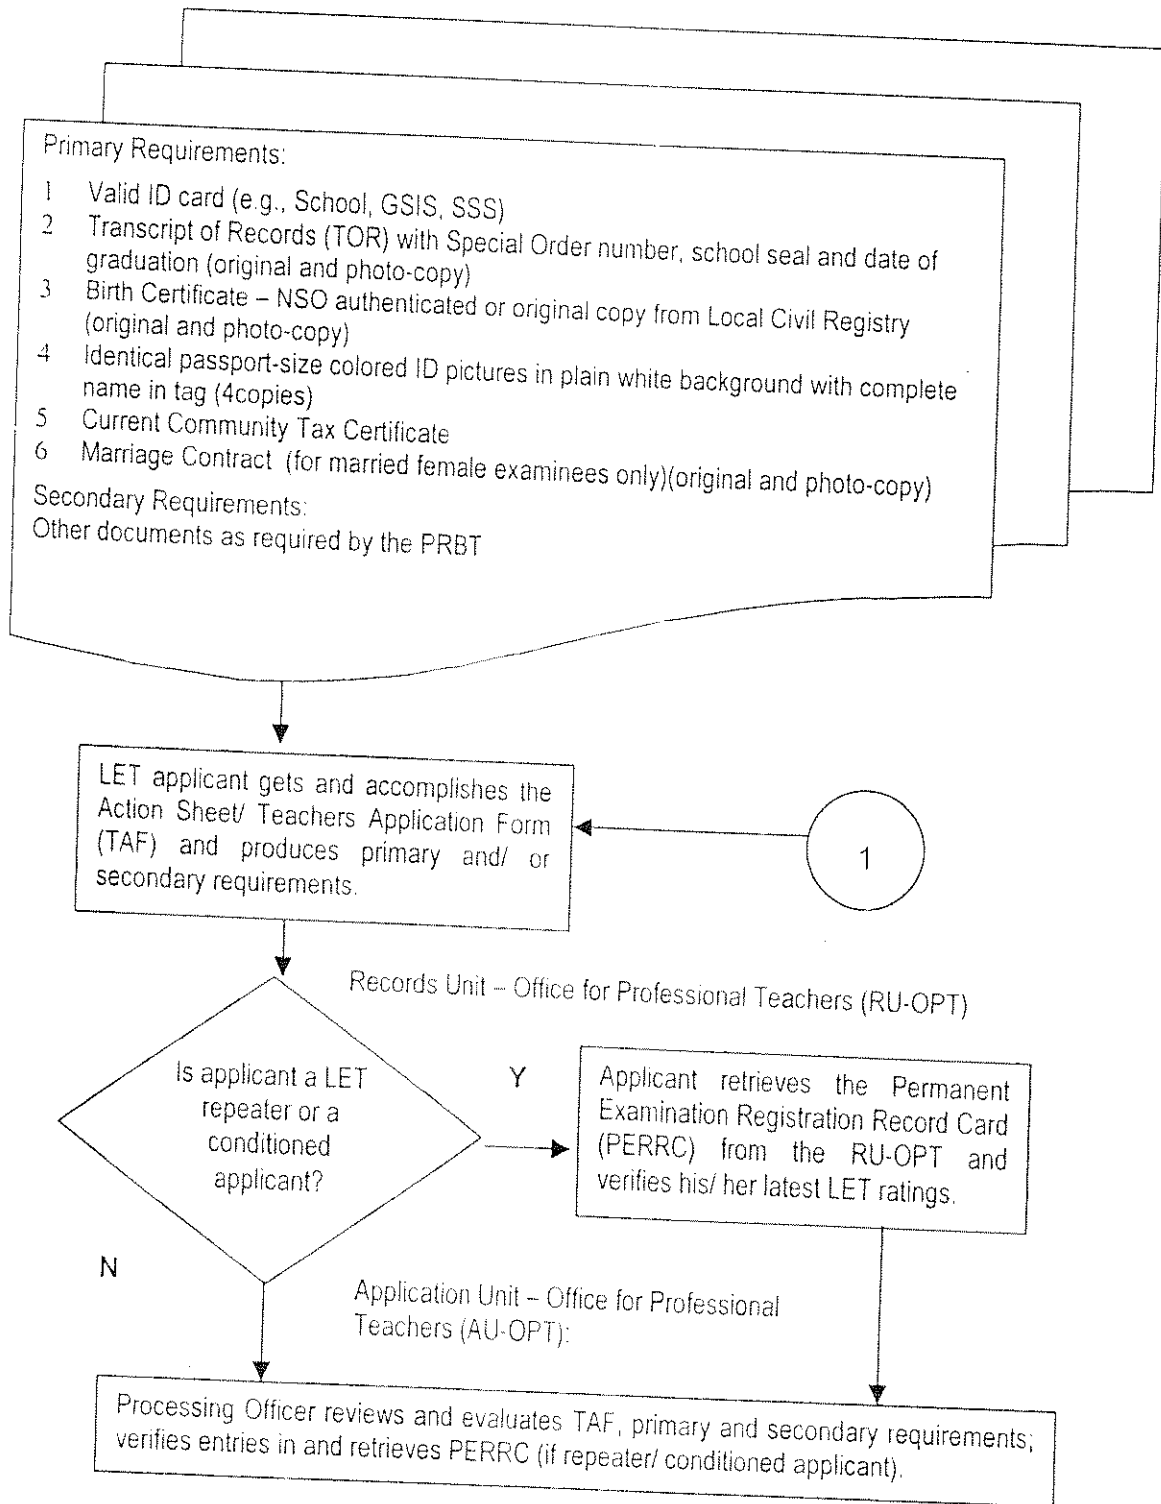 Primary Requirements:
1 Valid ID card (e.g., School, GSIS, SSS)
2 Transcript of Records (TOR) with Special Order number, school seal and date of
graduation (original and photo-copy)
3 Birth Certificate – NSO authenticated or original copy from Local Civil Registry
(original and photo-copy)
4 Identical passport-size colored ID pictures in plain white background with complete
name in tag (4copies)
5 Current Community Tax Certificate
6 Marriage Contract (for married female examinees only)(original and photo-copy)
Secondary Requirements:
Other documents as required by the PRBT
LET applicant gets and accomplishes the
Action Sheet/ Teachers Application Form
(TAF) and produces primary and/ or
secondary requirements.
1
Records Unit – Office for Professional Teachers (RU-OPT)
Is applicant a LET
repeater or a
conditioned
applicant?
Y
Applicant retrieves the Permanent
Examination Registration Record Card
(PERRC) from the RU-OPT and
verifies his/ her latest LET ratings.
N
Application Unit – Office for Professional
Teachers (AU-OPT):
Processing Officer reviews and evaluates TAF, primary and secondary requirements;
verifies entries in and retrieves PERRC (if repeater/ conditioned applicant).